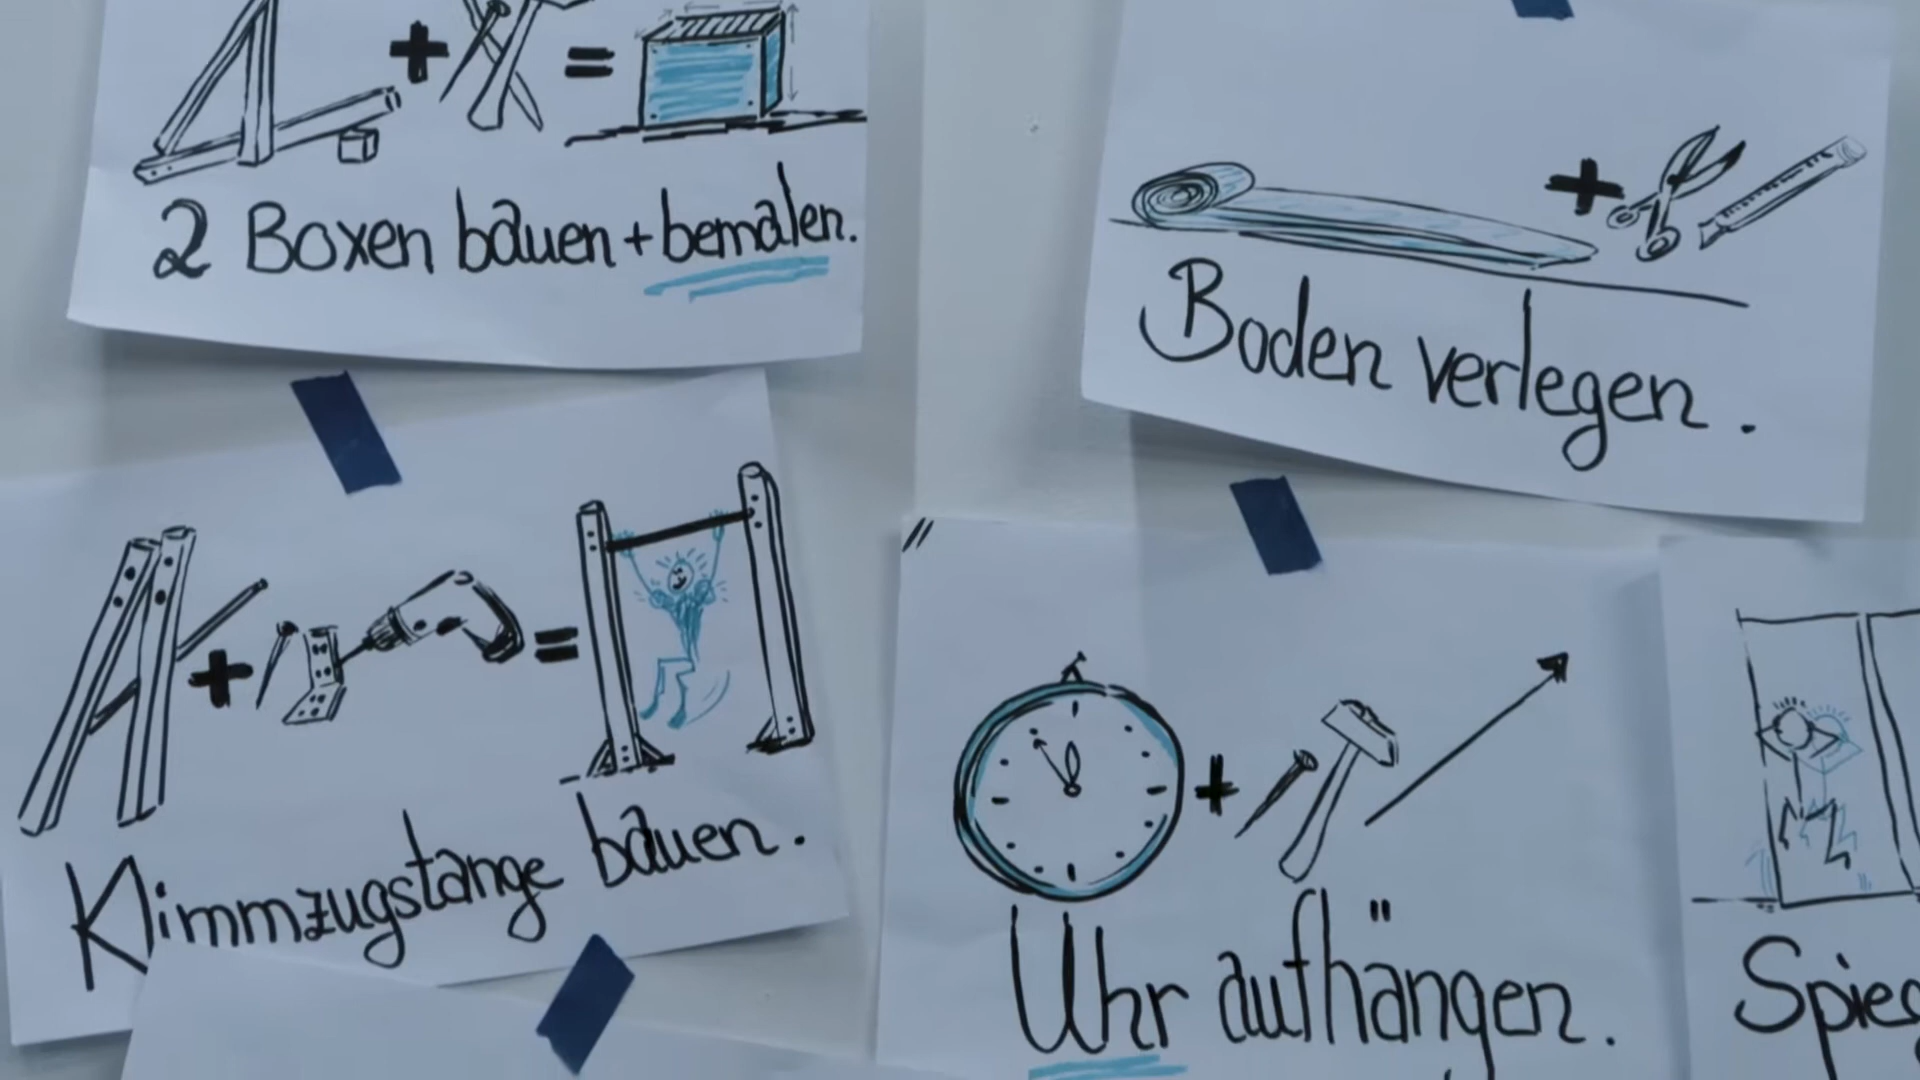 2 Boxen bauen + bemalen.
Boden verlegen.
Klimmzugstange bauen.
Uhr aufhängen.